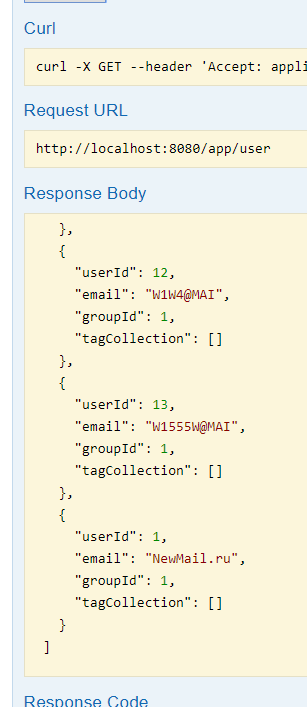 Curl
curl -X GET --header 'Accept: appli
Request URL
http://localhost:8080/app/user
Response Body
},
{
"userId": 12,
"email": "W1W4@MAI",
"groupId": 1,
"tagCollection": []
},
{
"userId": 13,
"email": "W1555W@MAI",
"groupId": 1,
"tagCollection": []
},
{
"userId": 1,
"email": "NewMail.ru",
"groupId": 1,
"tagCollection": []
}
]
Response Code